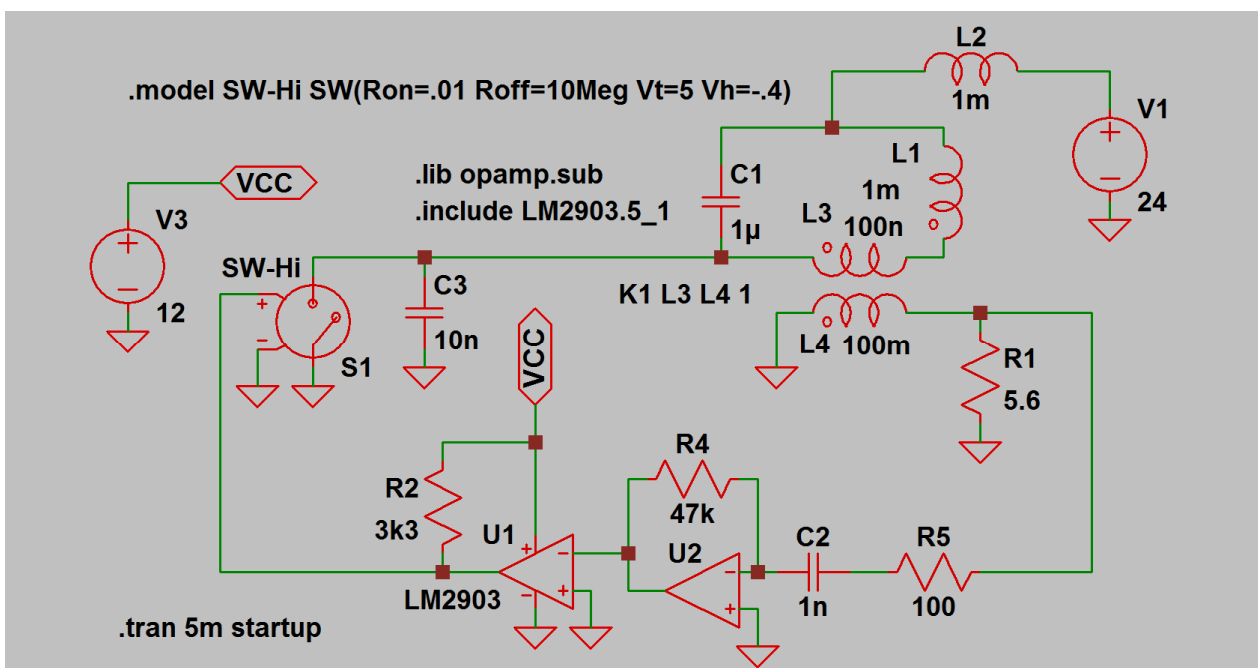 L2
.model SW-Hi SW(Ron=.01 Roff=10Meg Vt=5 Vh=-.4)
1m
V1
L1
C1
.lib opamp.sub
1m
VCC
L3
24
.include LM2903.5_1
1µ
100n
V3
SW-Hi
C3
K1 L3 L4 1
12
10n
L4
100m
S1
VCC
R1
5.6
R4
R2
47k
3k3
U1
U2
C2
R5
LM2903
1n
100
.tran 5m startup